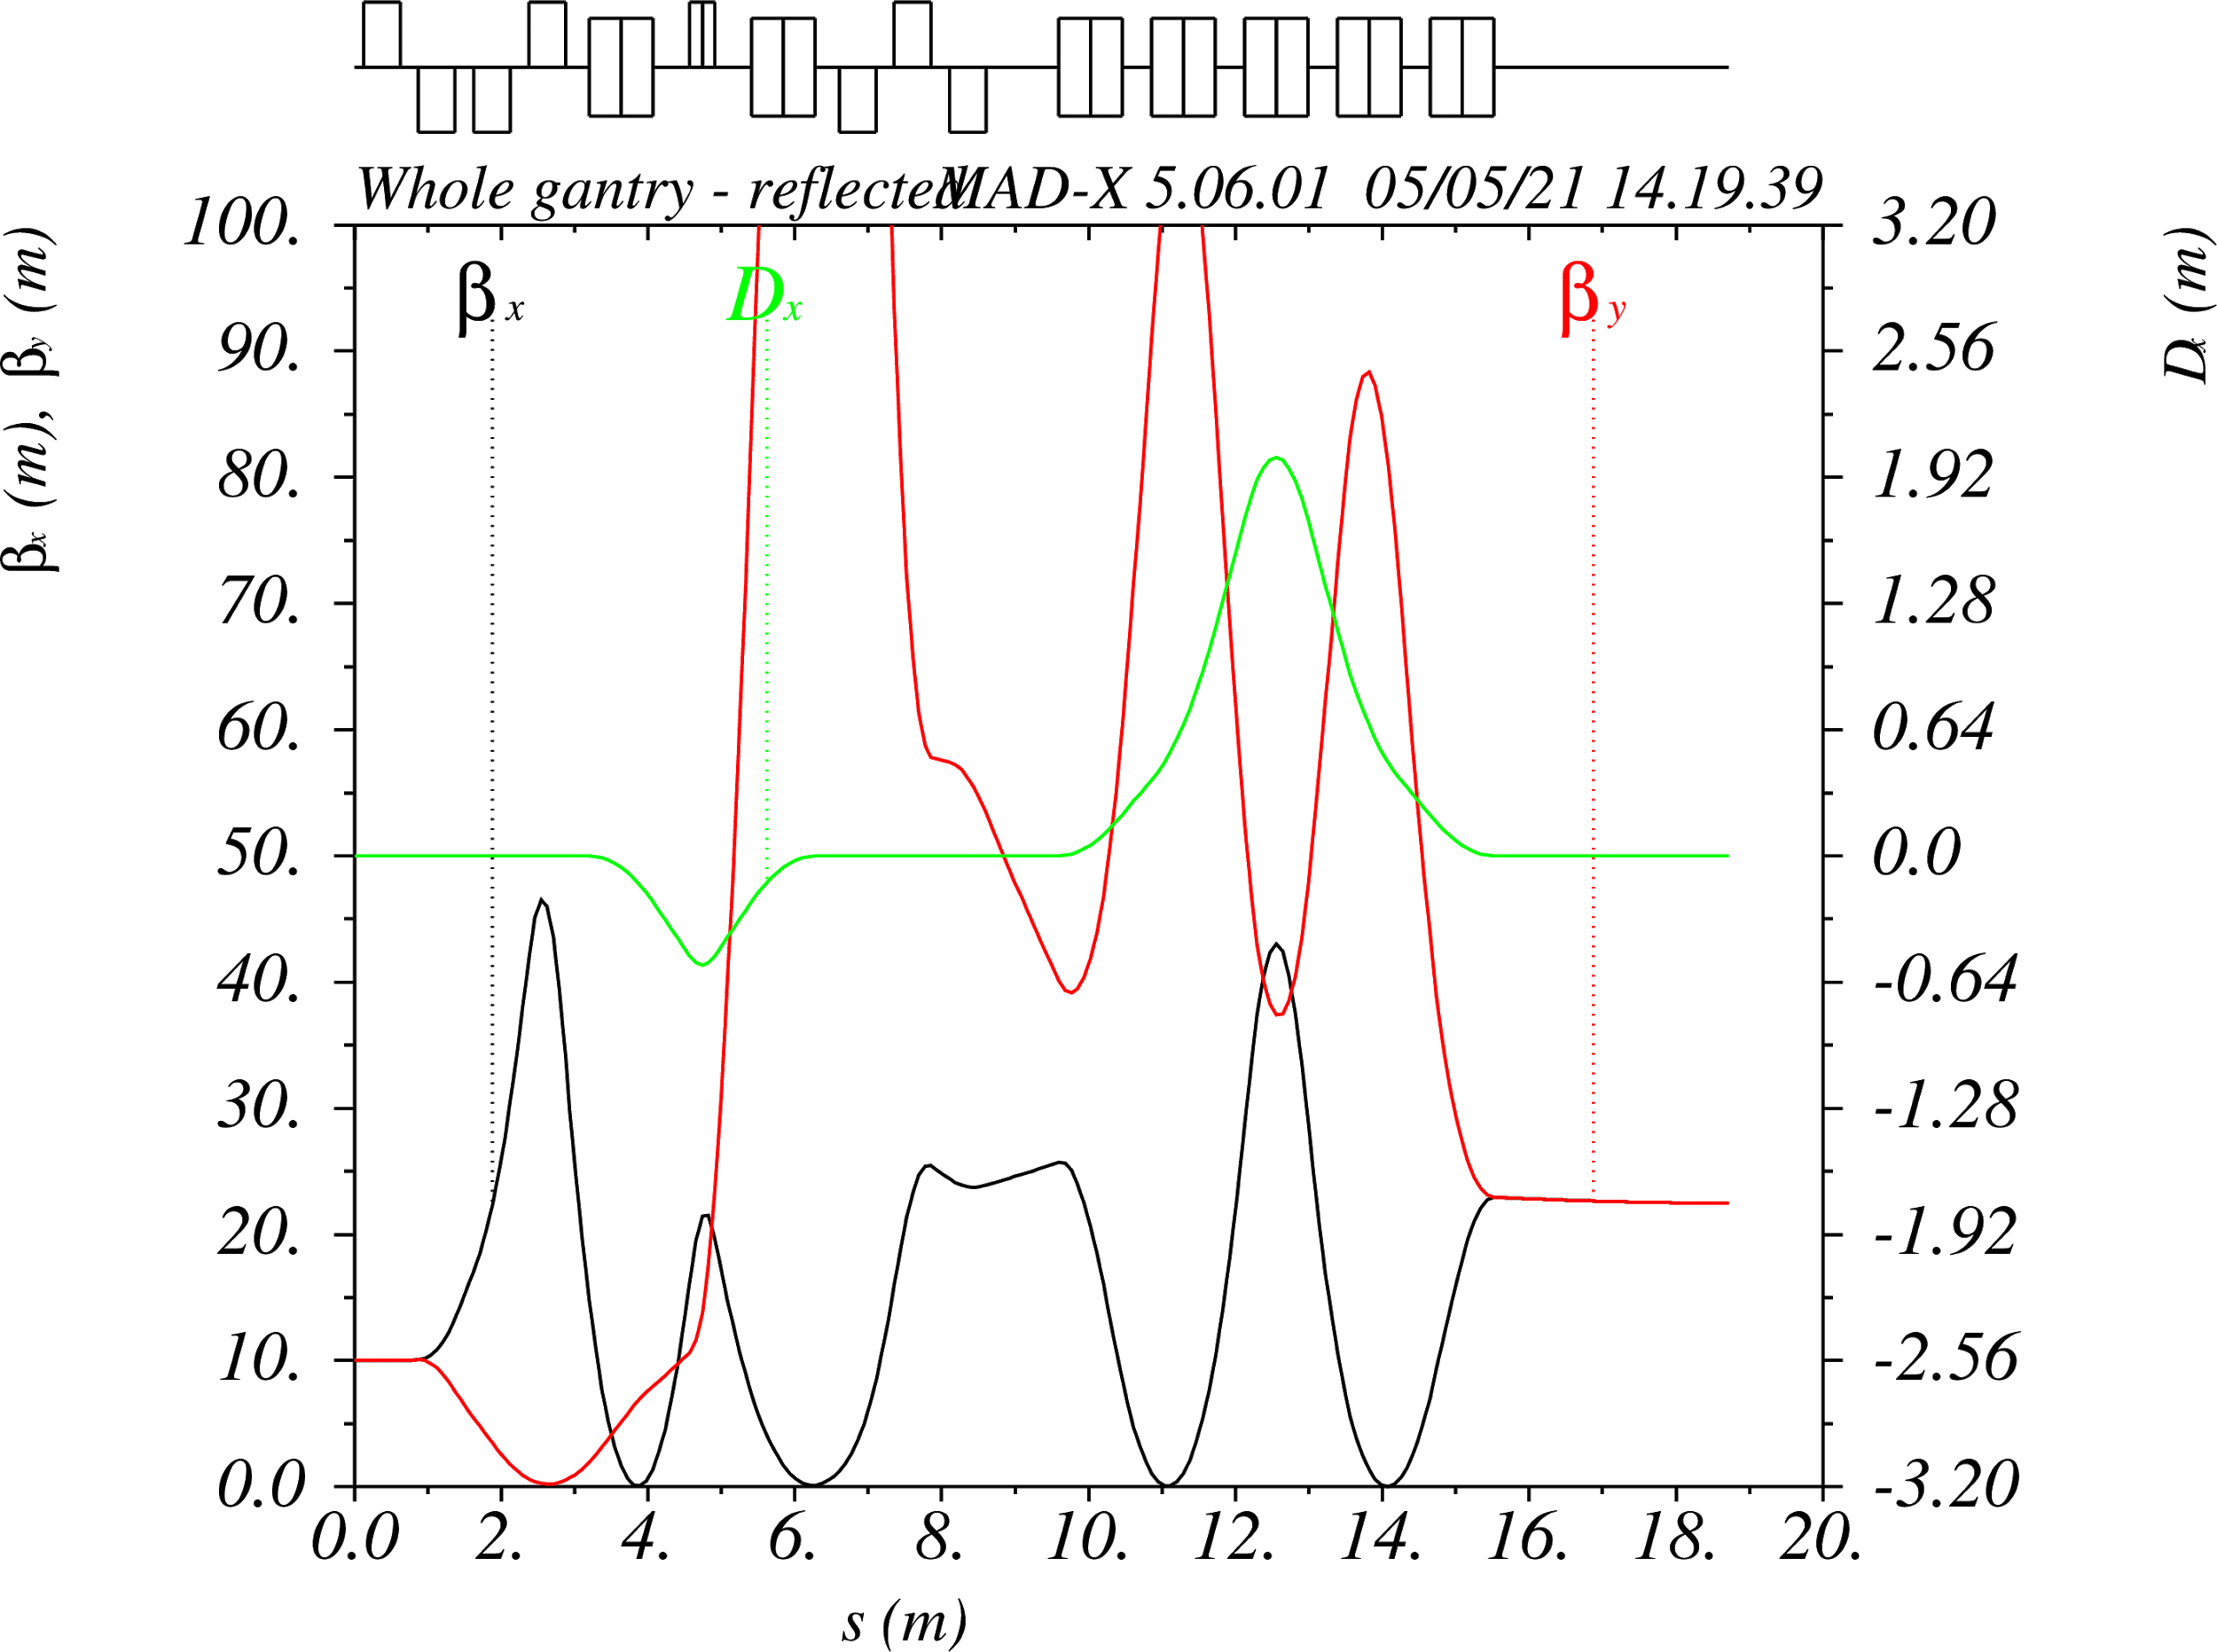 Whole gantry - reflected MAD-X 5.06.01 05/05/21 14.19.39
βx (m), βy (m)
100.
90.
80.
70.
60.
50.
40.
30.
20.
10.
0.0
βx
Dx
βy
3.20
2.56
1.92
1.28
0.64
0.0
-0.64
-1.28
-1.92
-2.56
-3.20
Dx (m)
0.0 2. 4. 6. 8. 10. 12. 14. 16. 18. 20.
s (m)